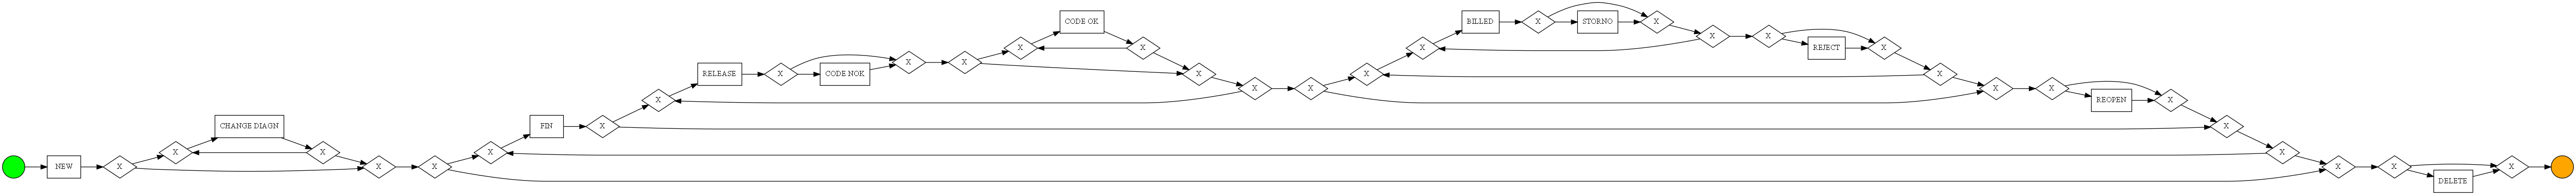 NEW
X
X
CHANGE DIAGN
X
X
X
X
FIN
X
X
RELEASE
X
CODE NOK
X
X
X
CODE OK
X
X
X
X
X
X
BILLED
X
STORNO
X
X
X
REJECT
X
X
X
X
REOPEN
X
X
X
X
X
DELETE
X